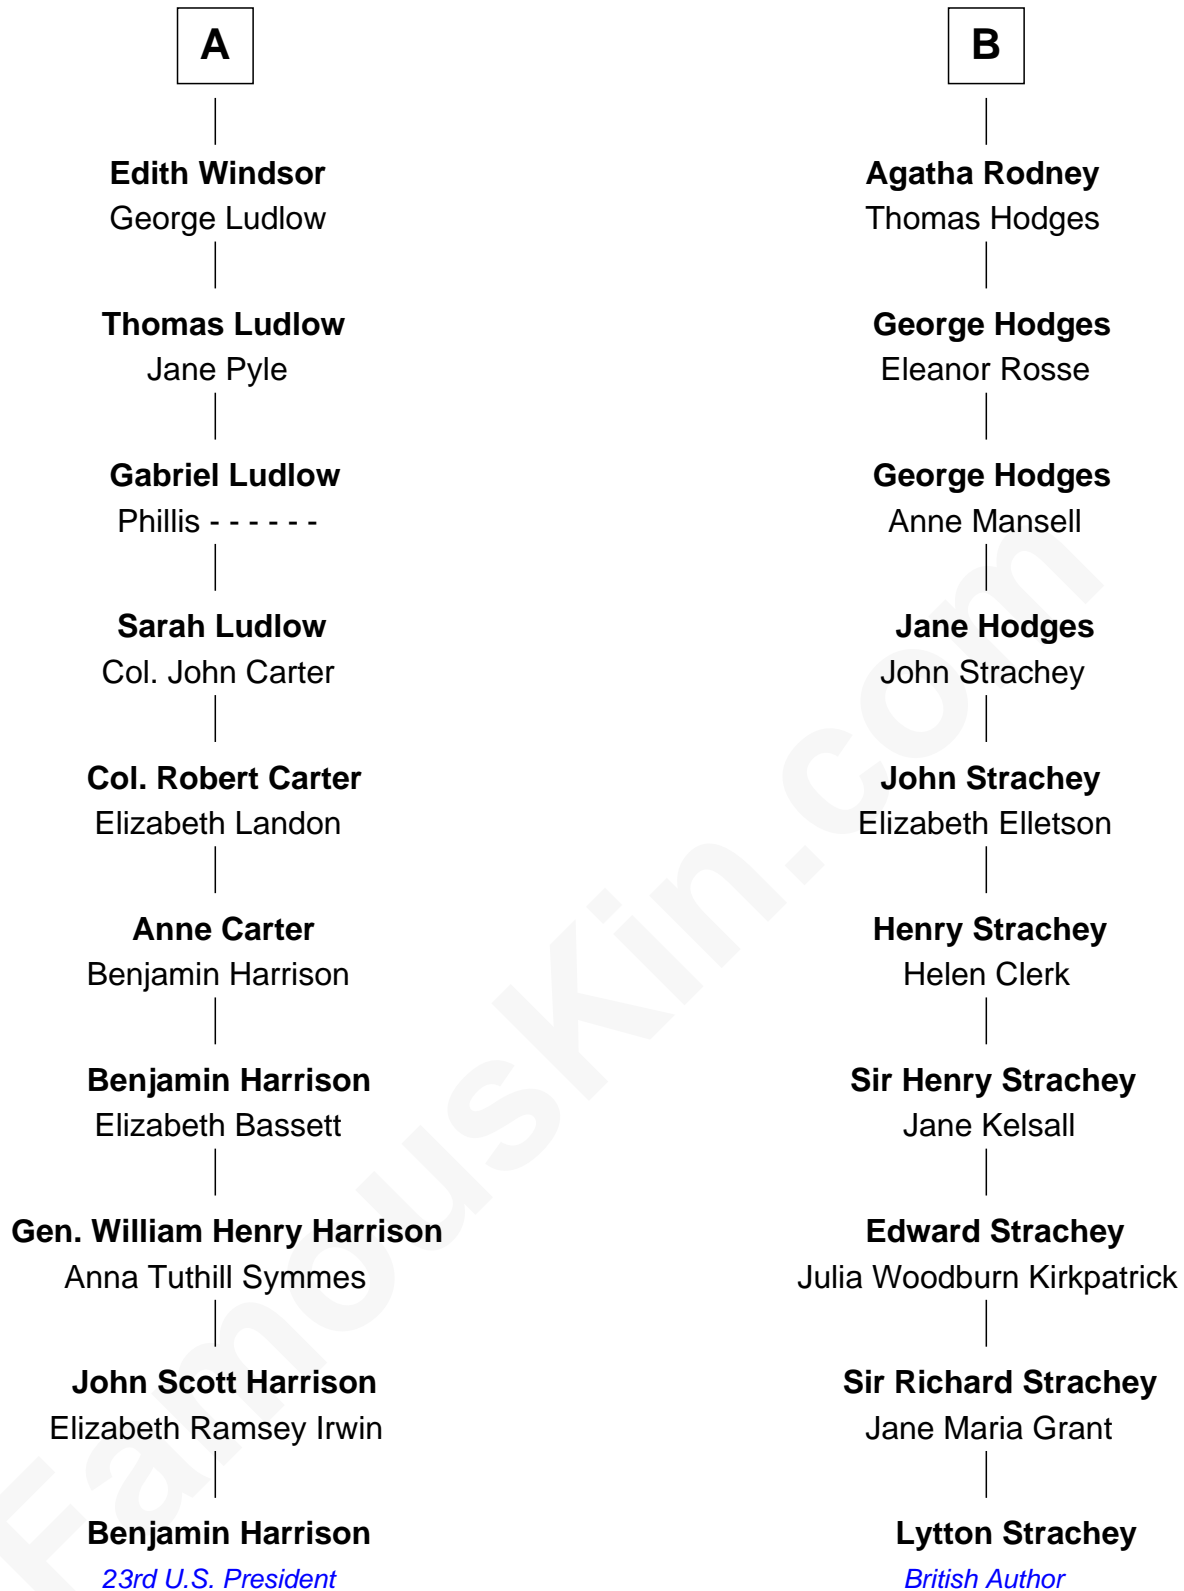 A
Edith Windsor
George Ludlow
Thomas Ludlow
Jane Pyle
Gabriel Ludlow
Phillis - - - - - -
Sarah Ludlow
Col. John Carter
Col. Robert Carter
Elizabeth Landon
Anne Carter
Benjamin Harrison
Benjamin Harrison
Elizabeth Bassett
Gen. William Henry Harrison
Anna Tuthill Symmes
John Scott Harrison
Elizabeth Ramsey Irwin
Benjamin Harrison
23rd U.S. President
B
Agatha Rodney
Thomas Hodges
George Hodges
Eleanor Rosse
George Hodges
Anne Mansell
Jane Hodges
John Strachey
John Strachey
Elizabeth Elletson
Henry Strachey
Helen Clerk
Sir Henry Strachey
Jane Kelsall
Edward Strachey
Julia Woodburn Kirkpatrick
Sir Richard Strachey
Jane Maria Grant
Lytton Strachey
British Author
FamousKin.com